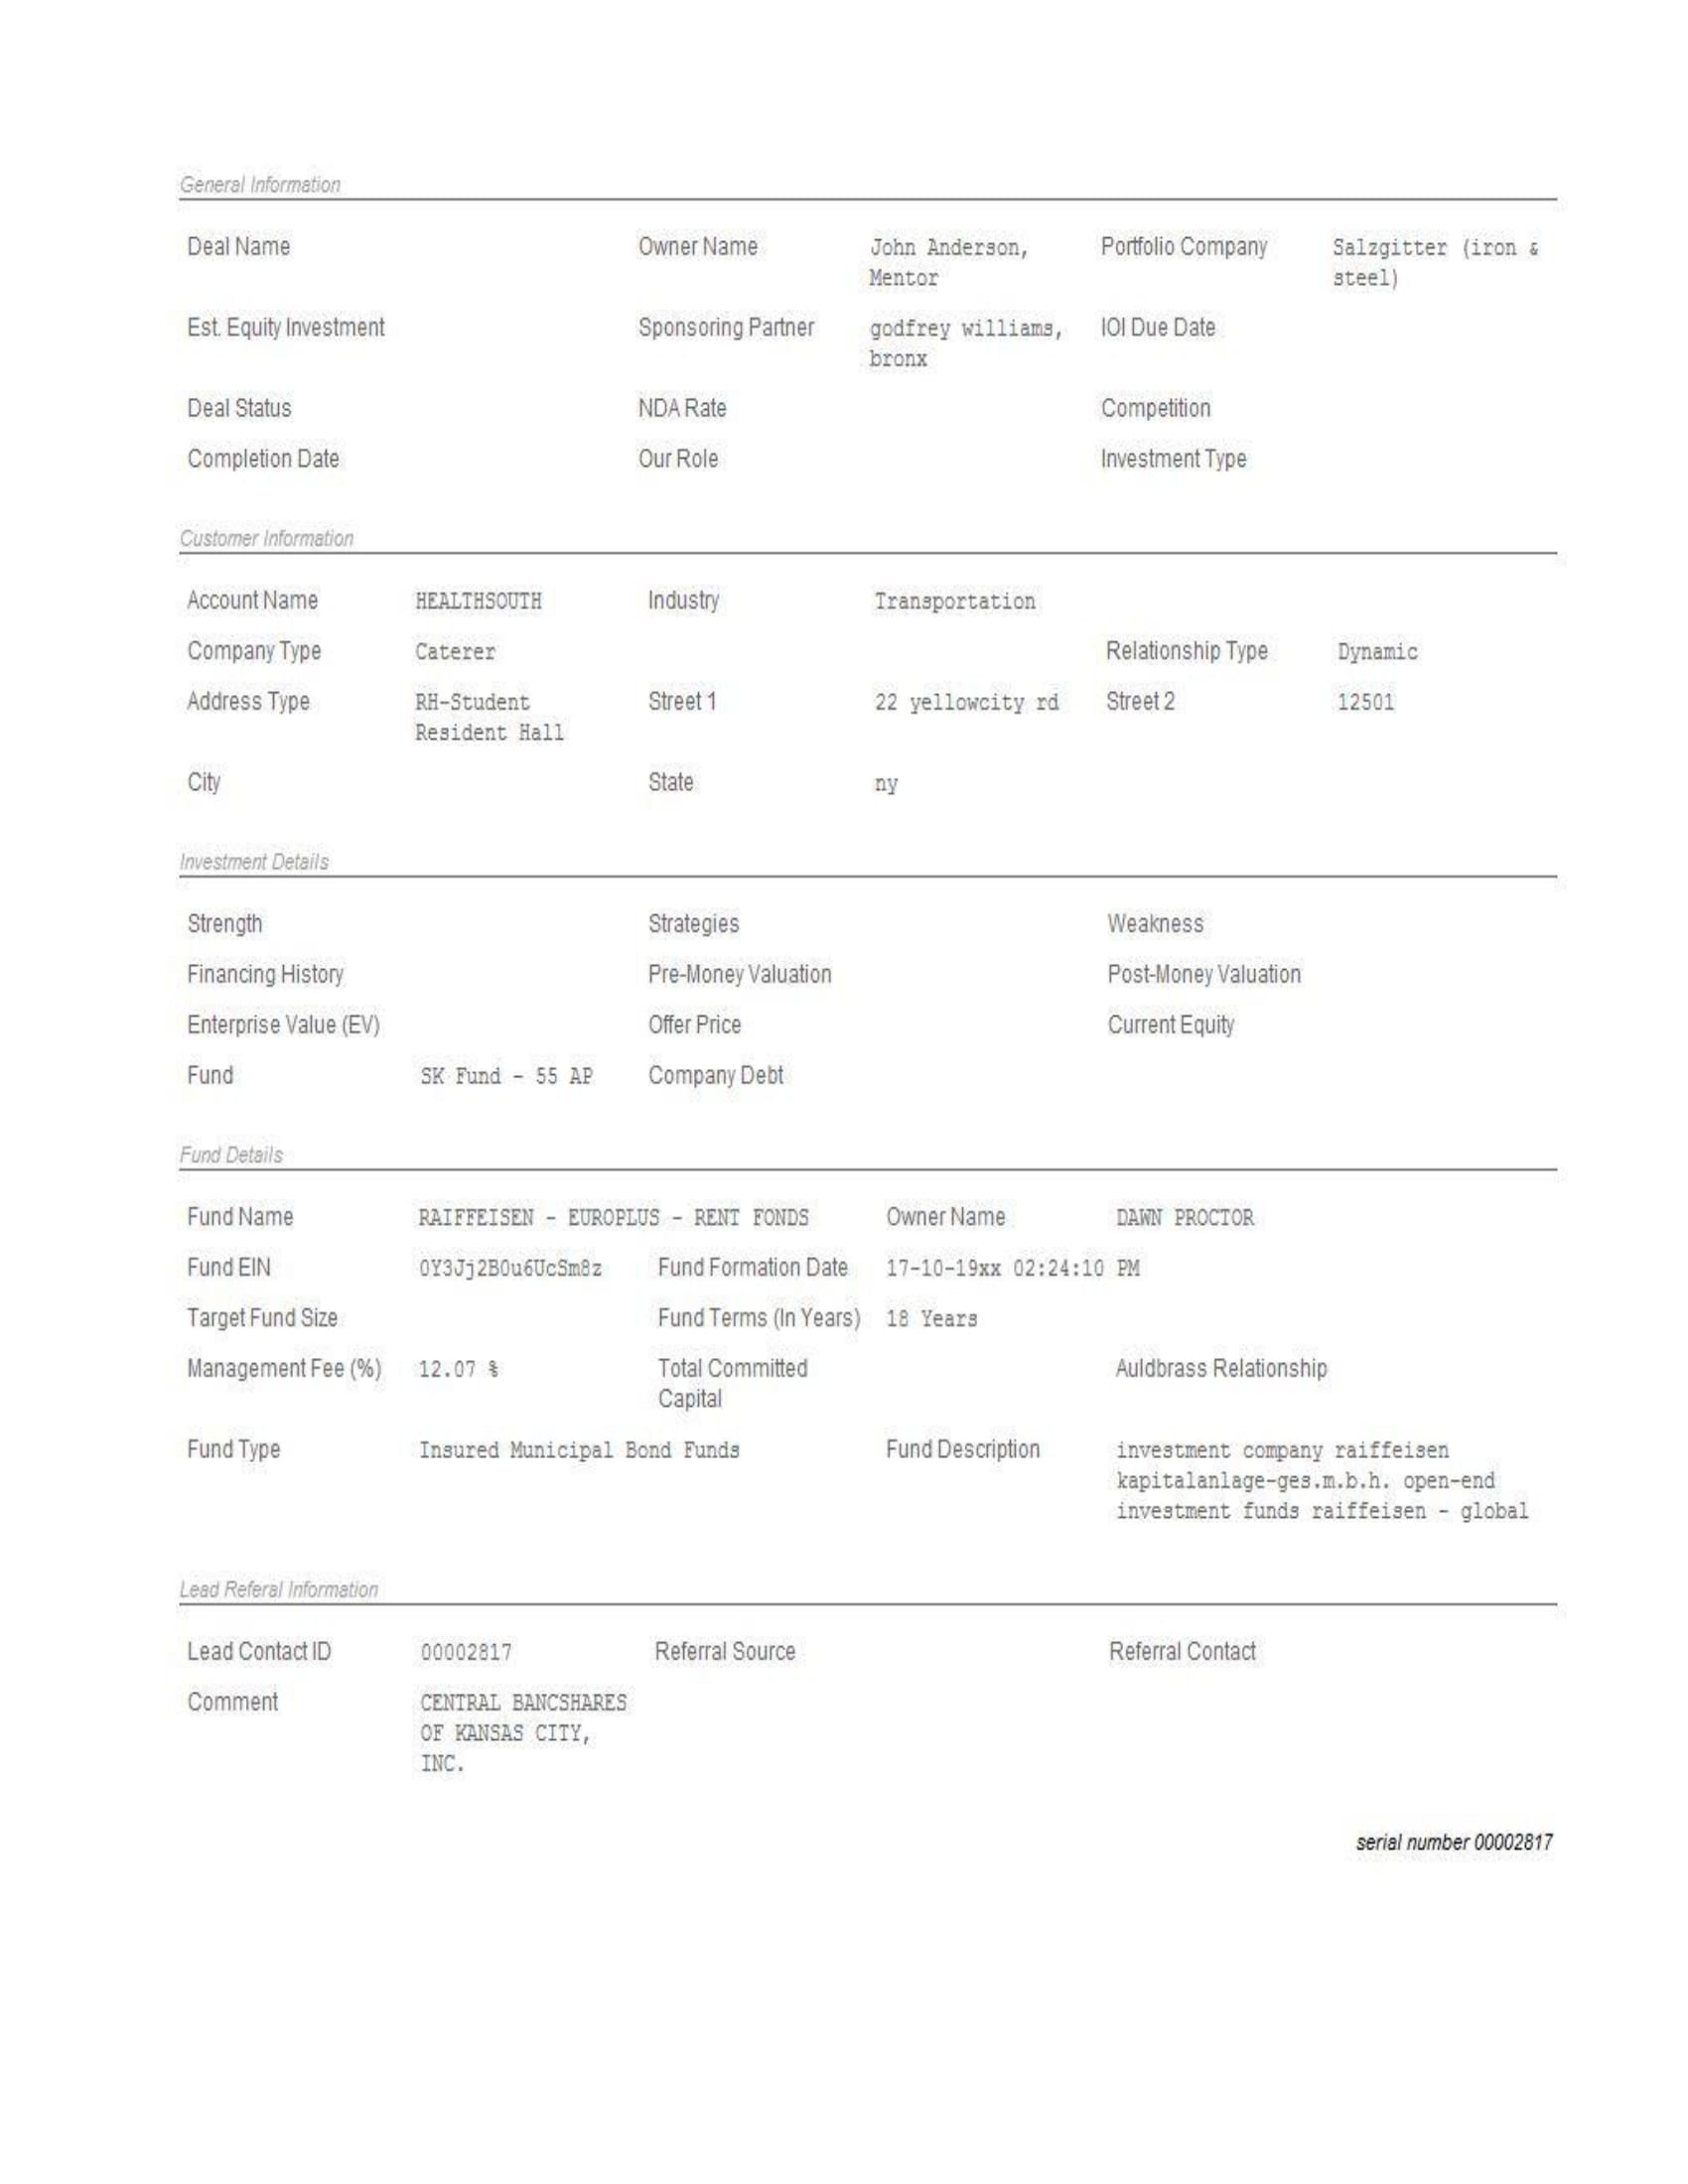 General Information
Deal Name Owner Name John Anderson, Portfolio Company Salzgitter (iron &
Mentor steel)
Est. Equity Investment Sponsoring Partner godfrey williams, IOI Due Date
bronx
Deal Status NDA Rate Competition
Completion Date Our Role Investment Type
Customer Information
Account Name HEALTHSOUTH Industry Transportation
Company Type Caterer Relationship Type Dynamic
Address Type RH-Student Street 1 22 yellowcity rd Street 2 12501
Resident Hall
City State ny
Investment Details
Strength Strategies Weakness
Financing History Pre-Money Valuation Post-Money Valuation
Enterprise Value (EV) Offer Price Current Equity
Fund SK Fund - 55 AP Company Debt
Fund Details
Fund Name RAIFFEISEN - EUROPLUS - RENT FONDS Owner Name DAWN PROCTOR
Fund EIN 0Y3Jj2B0u6UcSm8z Fund Formation Date 17-10-19xx 02:24:10 PM
Target Fund Size Fund Terms (In Years) 18 Years
Management Fee (%) 12.07 % Total Committed Auldbrass Relationship
Capital
Fund Type Insured Municipal Bond Funds Fund Description investment company raiffeisen
kapitalanlage-ges.m.b.h. open-end
investment funds raiffeisen - global
Lead Referal Information
Lead Contact ID 00002817 Referral Source Referral Contact
Comment CENTRAL BANCSHARES
OF KANSAS CITY,
INC.
serial number 00002817